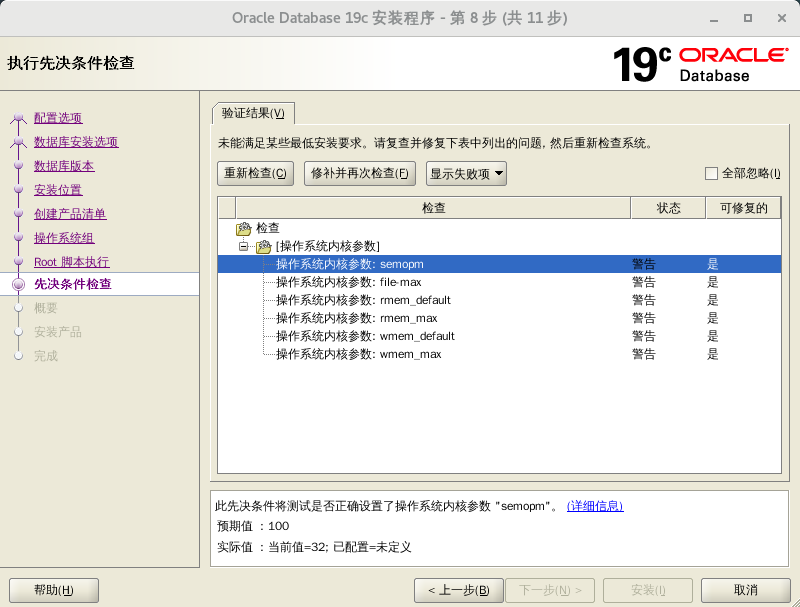 Oracle Database 19c 安装程序 - 第 8 步 (共 11 步)
执行先决条件检查
19c ORACLE Database
配置选项
数据库安装选项
数据库版本
安装位置
创建产品清单
操作系统组
Root 脚本执行
先决条件检查
概要
安装产品
完成
验证结果(V)
未能满足某些最低安装要求。请复查并修复下表中列出的问题, 然后重新检查系统。
重新检查(C) 修补并再次检查(F) 显示失败项 全部忽略(I)
检查 状态 可修复的
检查
[操作系统内核参数]
操作系统内核参数: semopm 警告 是
操作系统内核参数: file-max 警告 是
操作系统内核参数: rmem_default 警告 是
操作系统内核参数: rmem_max 警告 是
操作系统内核参数: wmem_default 警告 是
操作系统内核参数: wmem_max 警告 是
此先决条件将测试是否正确设置了操作系统内核参数 "semopm"。 (详细信息)
预期值 : 100
实际值 : 当前值=32; 已配置=未定义
帮助(H) < 上一步(B) 下一步(N) > 安装(I) 取消